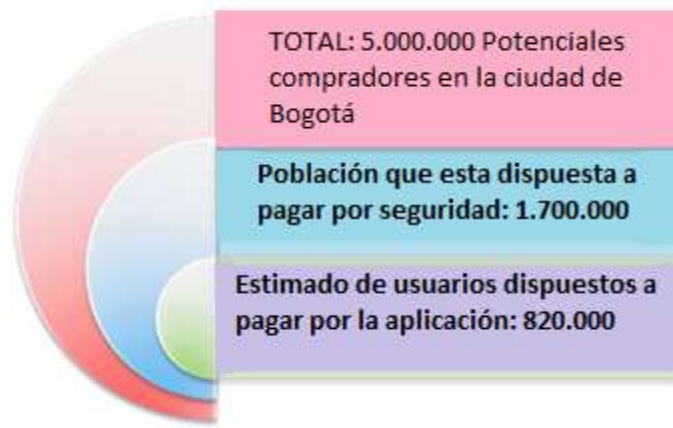 TOTAL: 5.000.000 Potenciales
compradores en la ciudad de
Bogotá
Población que esta dispuesta a
pagar por seguridad: 1.700.000
Estimado de usuarios dispuestos a
pagar por la aplicación: 820.000